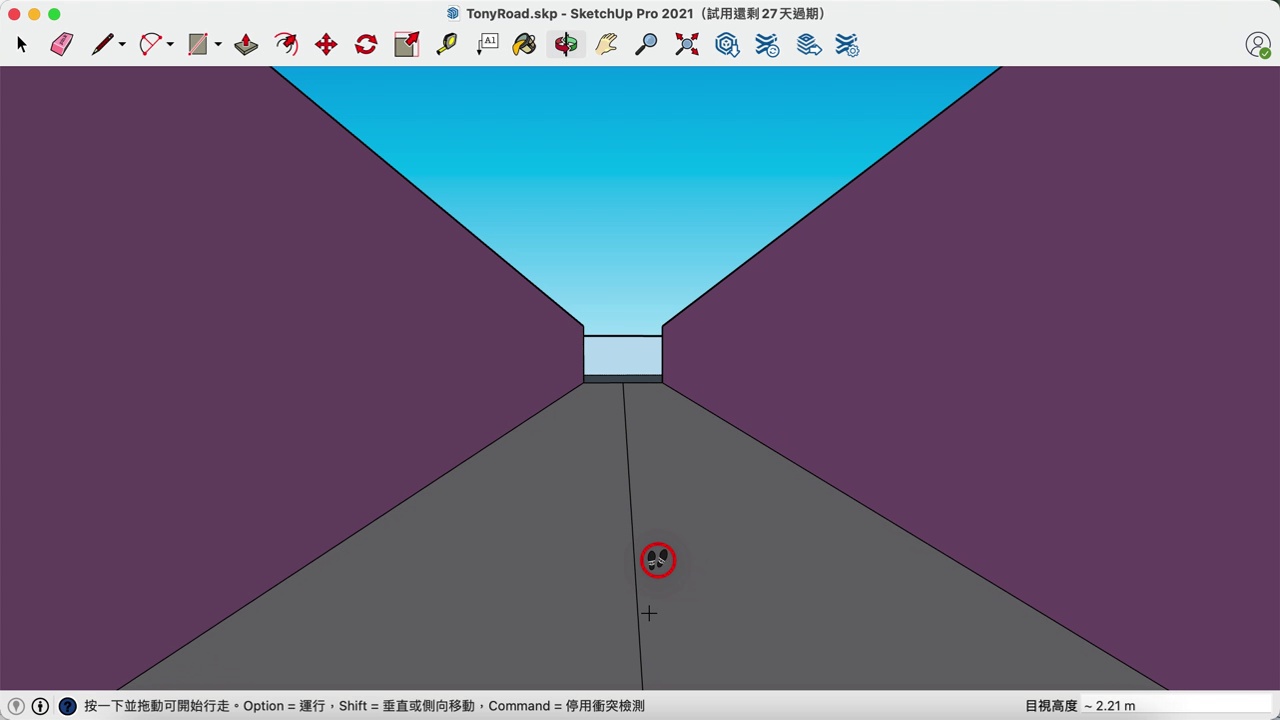 TonyRoad.skp - SketchUp Pro 2021（試用還剩 27 天過期）
A1
按一下並拖動可開始行走。Option = 運行，Shift = 垂直或側向移動，Command = 停用衝突檢測
目視高度 ~ 2.21 m